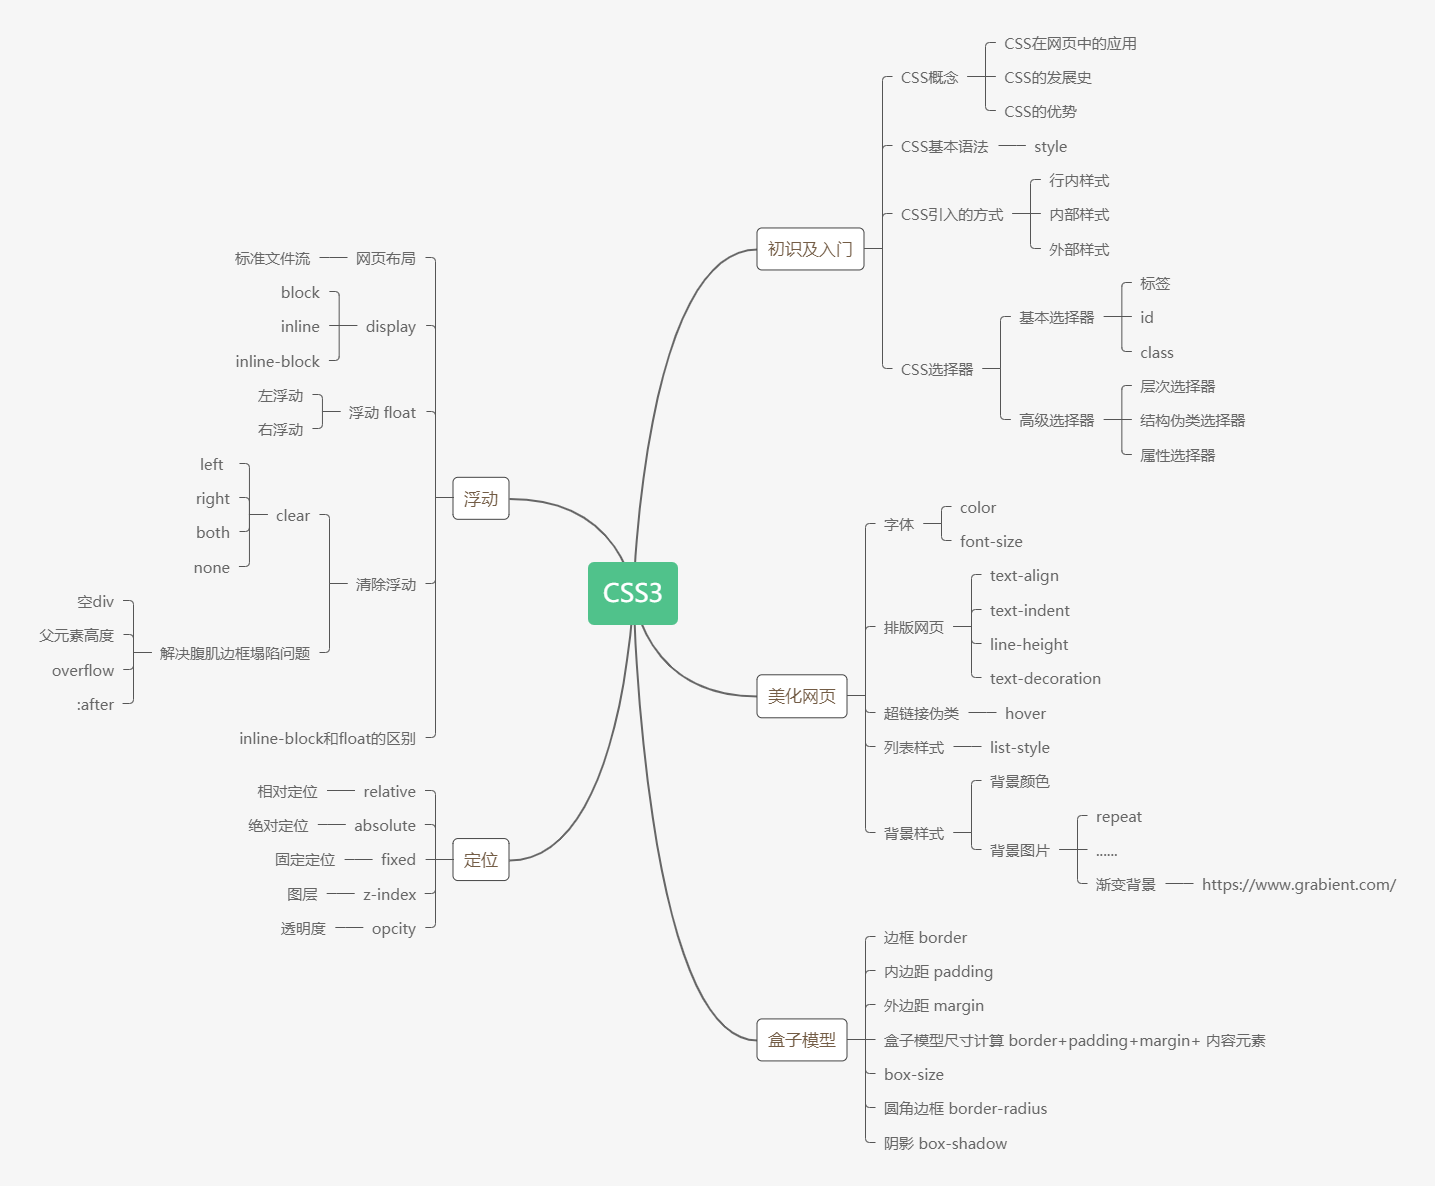 CSS3
初识及入门
CSS概念
CSS在网页中的应用
CSS的发展史
CSS的优势
CSS基本语法
style
CSS引入的方式
行内样式
内部样式
外部样式
CSS选择器
基本选择器
标签
id
class
高级选择器
层次选择器
结构伪类选择器
属性选择器
美化网页
字体
color
font-size
排版网页
text-align
text-indent
line-height
text-decoration
超链接伪类
hover
列表样式
list-style
背景样式
背景颜色
背景图片
repeat
......
渐变背景
https://www.grabient.com/
盒子模型
边框 border
内边距 padding
外边距 margin
盒子模型尺寸计算 border+padding+margin+ 内容元素
box-size
圆角边框 border-radius
阴影 box-shadow
浮动
网页布局
标准文件流
display
block
inline
inline-block
浮动 float
左浮动
右浮动
清除浮动
clear
left
right
both
none
解决腹肌边框塌陷问题
空div
父元素高度
overflow
:after
inline-block和float的区别
定位
relative
相对定位
absolute
绝对定位
fixed
固定定位
z-index
图层
opcity
透明度